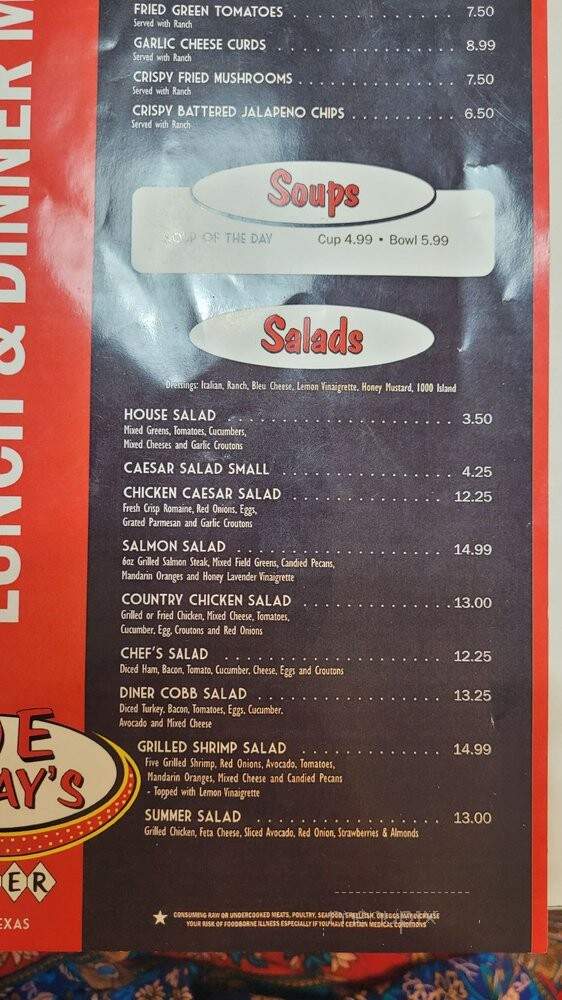 LUNCH & DINNER M
FRIED GREEN TOMATOES 7.50
Served with Ranch
GARLIC CHEESE CURDS 8.99
Served with Ranch
CRISPY FRIED MUSHROOMS 7.50
Served with Ranch
CRISPY BATTERED JALAPENO CHIPS 6.50
Served with Ranch
Soups
SOUP OF THE DAY Cup 4.99 • Bowl 5.99
Salads
Dressings: Italian, Ranch, Bleu Cheese, Lemon Vinaigrette, Honey Mustard, 1000 Island
HOUSE SALAD 3.50
Mixed Greens, Tomatoes, Cucumbers,
Mixed Cheeses and Garlic Croutons
CAESAR SALAD SMALL 4.25
CHICKEN CAESAR SALAD 12.25
Fresh Crisp Romaine, Red Onions, Eggs,
Grated Parmesan and Garlic Croutons
SALMON SALAD 14.99
6oz Grilled Salmon Steak, Mixed Field Greens, Candied Pecans,
Mandarin Oranges and Honey Lavender Vinaigrette
COUNTRY CHICKEN SALAD 13.00
Grilled or Fried Chicken, Mixed Cheese, Tomatoes,
Cucumber, Egg, Croutons and Red Onions
CHEF'S SALAD 12.25
Diced Ham, Bacon, Tomato, Cucumber, Cheese, Eggs and Croutons
DINER COBB SALAD 13.25
Diced Turkey, Bacon, Tomatoes, Eggs, Cucumber,
Avocado and Mixed Cheese
GRILLED SHRIMP SALAD 14.99
Five Grilled Shrimp, Red Onions, Avocado, Tomatoes,
Mandarin Oranges, Mixed Cheese and Candied Pecans
- Topped with Lemon Vinaigrette
SUMMER SALAD 13.00
Grilled Chicken, Feta Cheese, Sliced Avocado, Red Onion, Strawberries & Almonds
OE
AY'S
ER
EXAS
CONSUMING RAW OR UNDERCOOKED MEATS, POULTRY, SEAFOOD, SHELLFISH, OR EGGS MAY INCREASE
YOUR RISK OF FOODBORNE ILLNESS ESPECIALLY IF YOU HAVE CERTAIN MEDICAL CONDITIONS